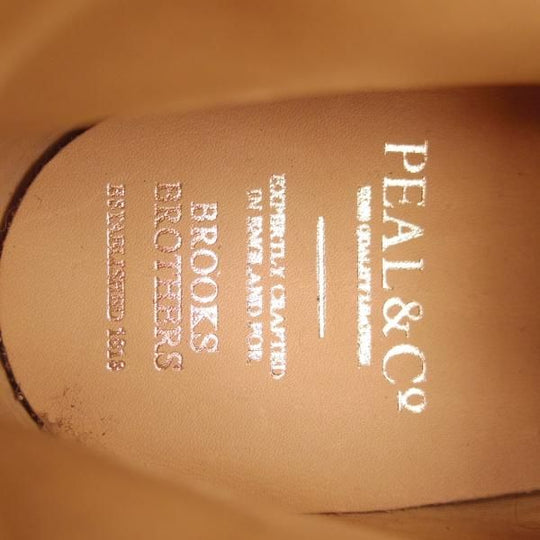 PEAL & Cº
EXPERTLY CRAFTED
IN ENGLAND FOR
BROOKS
BROTHERS
ESTABLISHED 1818